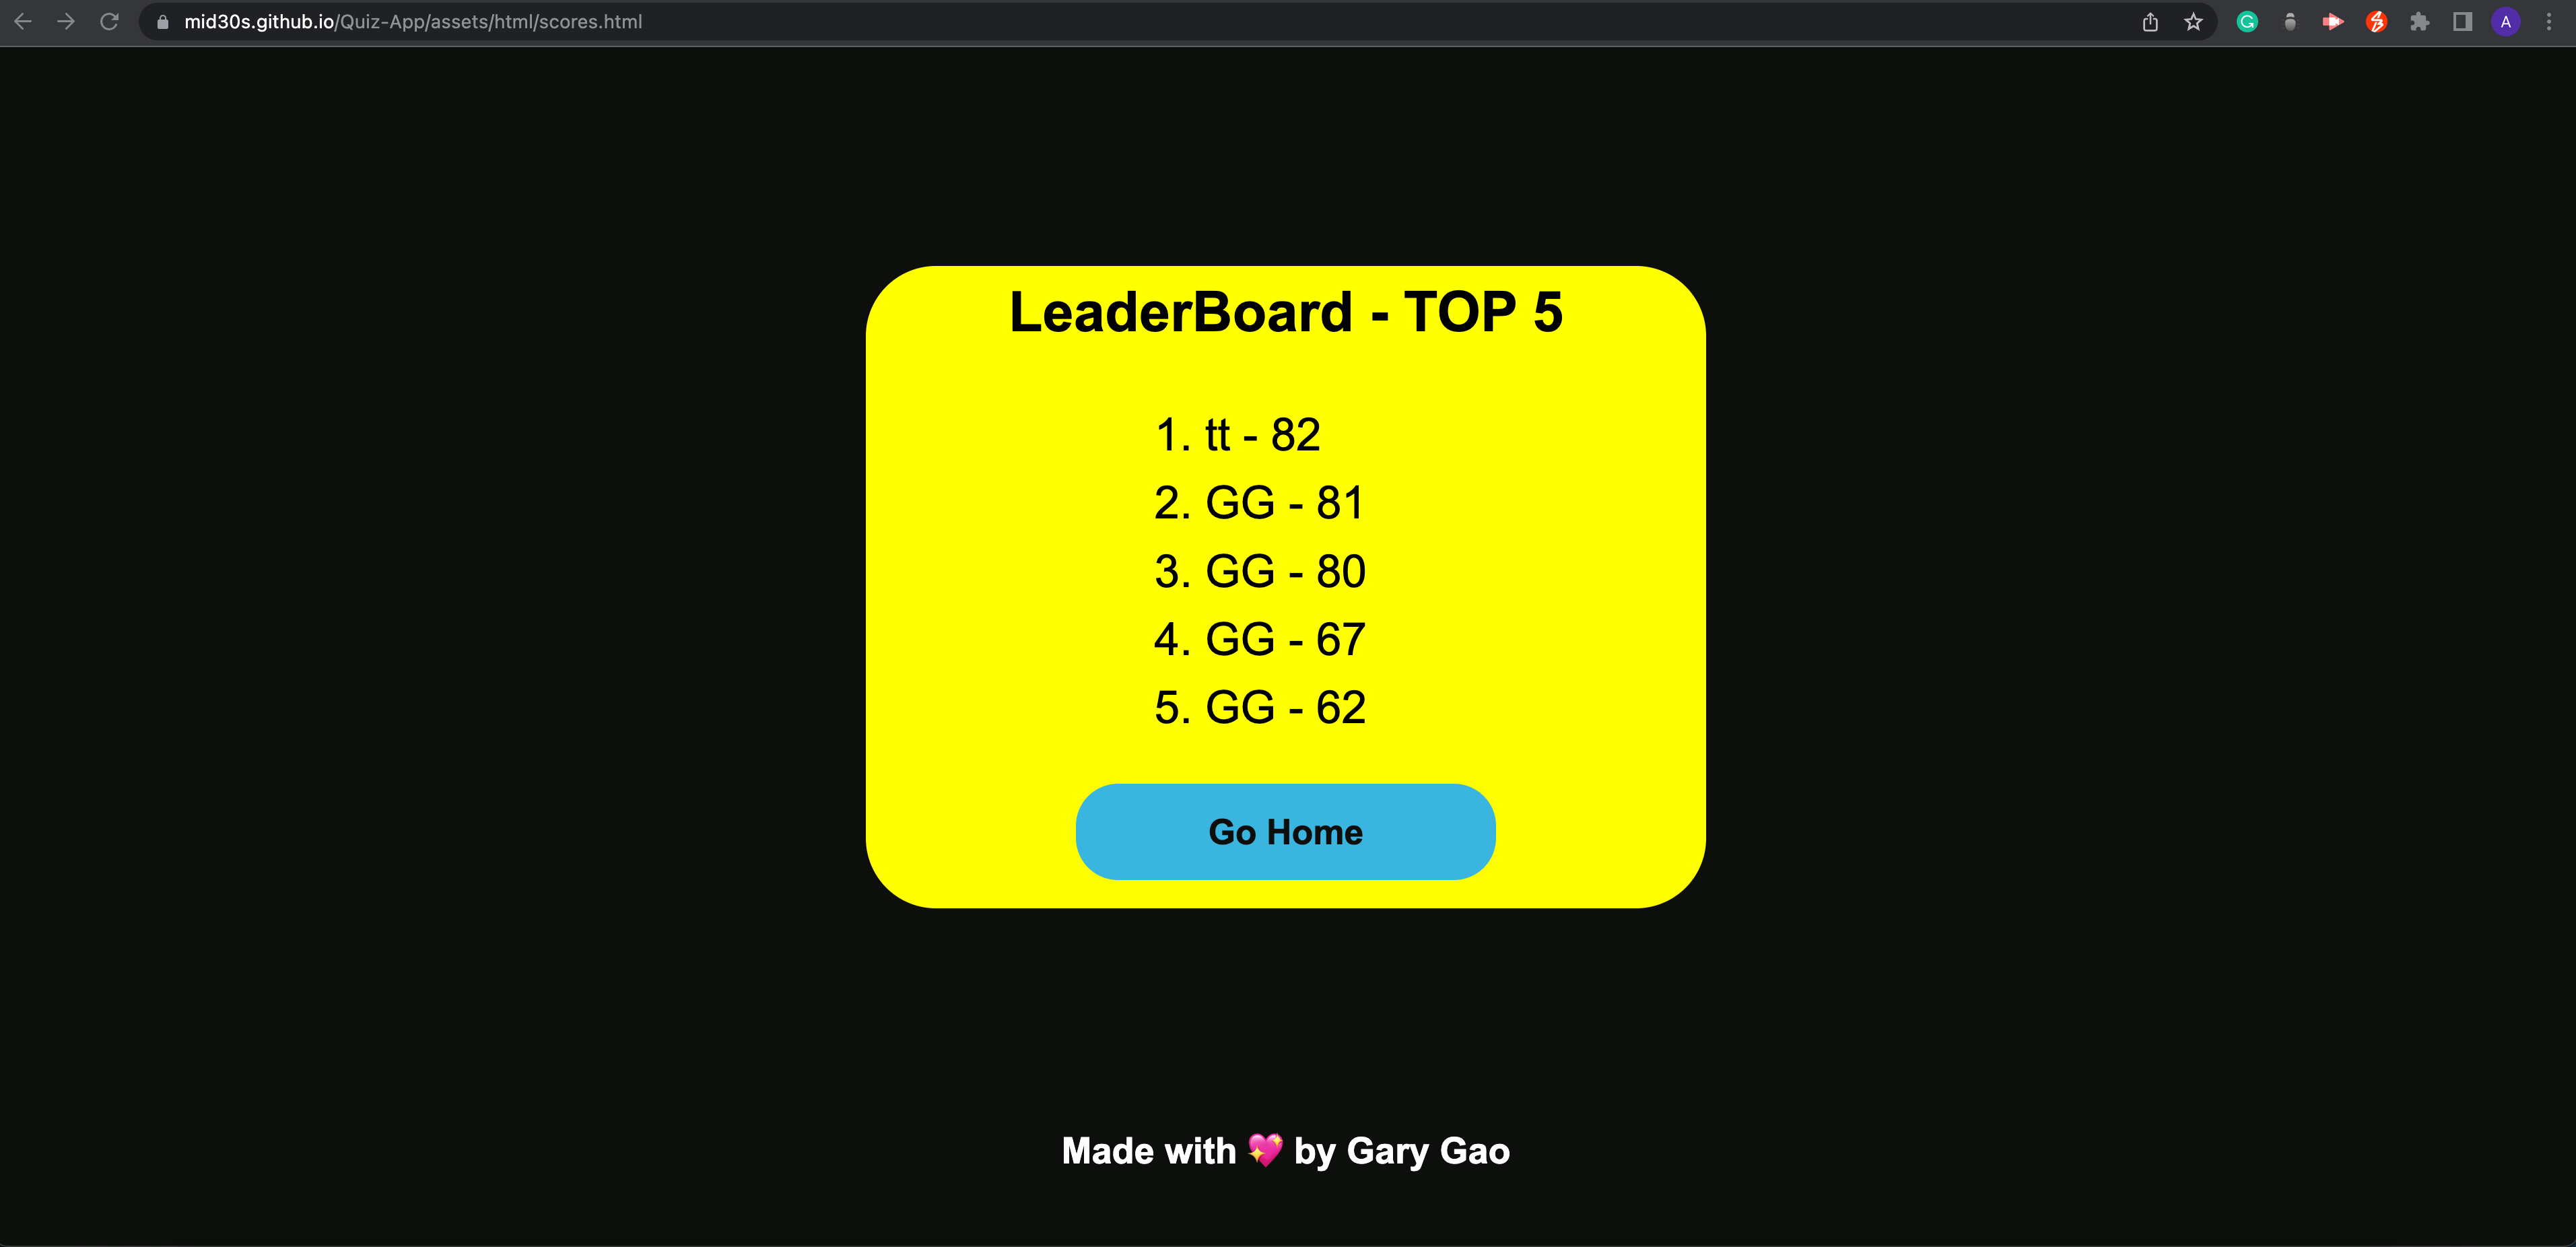 mid30s.github.io/Quiz-App/assets/html/scores.html
A
LeaderBoard - TOP 5
1. tt - 82
2. GG - 81
3. GG - 80
4. GG - 67
5. GG - 62
Go Home
Made with 💖 by Gary Gao